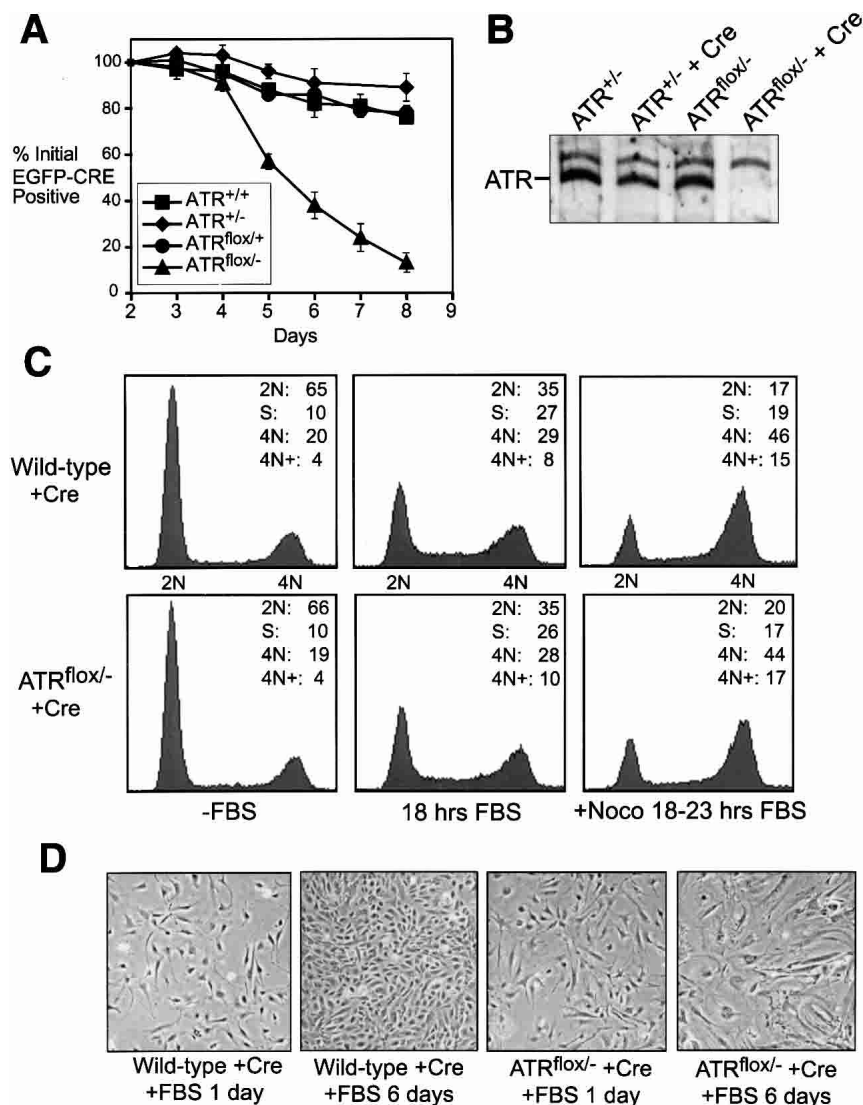 A
100
80
60
40
20
0
% Initial
EGFP-CRE
Positive
ATR+/+
ATR+/-
ATRflox/+
ATRflox/-
2 3 4 5 6 7 8 9
Days
B
ATR+/-
ATR+/- + Cre
ATRflox/-
ATRflox/- + Cre
ATR
C
Wild-type
+Cre
2N: 65
S: 10
4N: 20
4N+: 4
2N: 35
S: 27
4N: 29
4N+: 8
2N: 17
S: 19
4N: 46
4N+: 15
2N 4N 2N 4N 2N 4N
ATRflox/-
+Cre
2N: 66
S: 10
4N: 19
4N+: 4
2N: 35
S: 26
4N: 28
4N+: 10
2N: 20
S: 17
4N: 44
4N+: 17
-FBS
18 hrs FBS
+Noco 18-23 hrs FBS
D
Wild-type +Cre
+FBS 1 day
Wild-type +Cre
+FBS 6 days
ATRflox/- +Cre
+FBS 1 day
ATRflox/- +Cre
+FBS 6 days